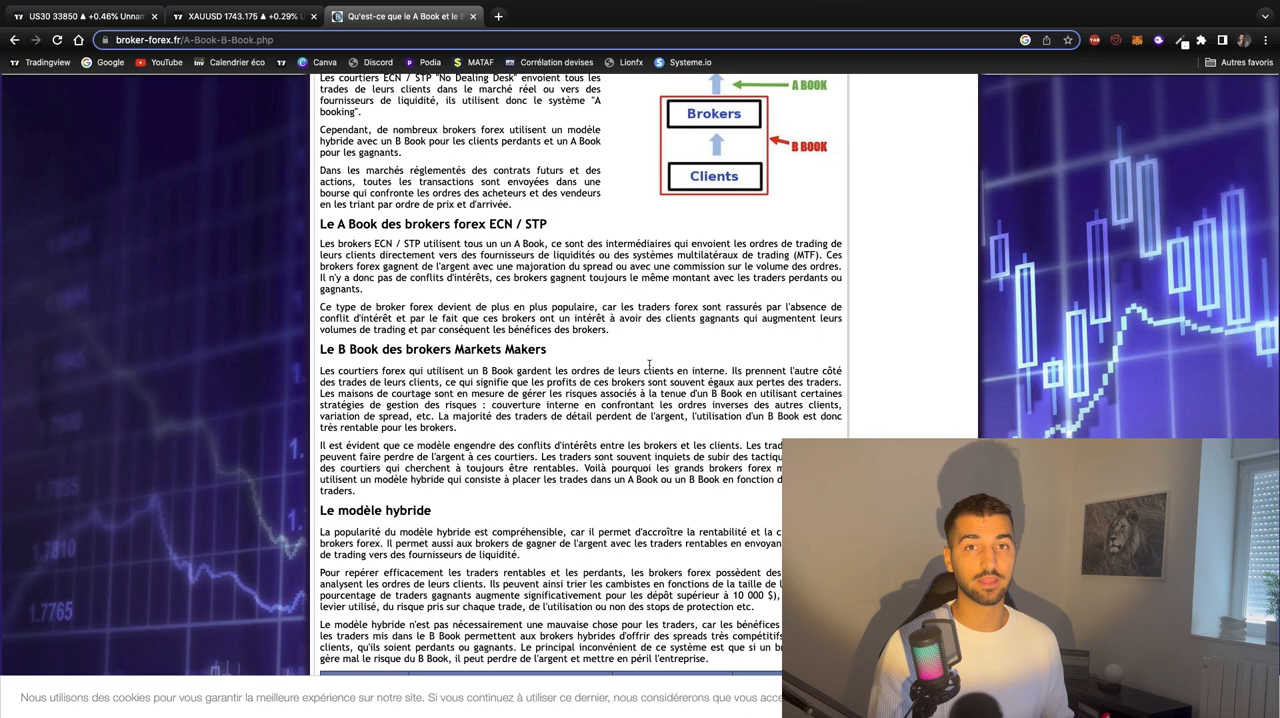 US30 33850 ▲ +0.46% Unnar
XAUUSD 1743.175 ▲ +0.29% U
Qu'est-ce que le A Book et le B
broker-forex.fr/A-Book-B-Book.php
Tradingview
Google
YouTube
Calendrier éco
Canva
Discord
Podia
MATAF
Corrélation devises
Lionfx
Systeme.io
Autres favoris
Les courtiers ECN / STP "No Dealing Desk" envoient tous les
trades de leurs clients dans le marché réel ou vers des
fournisseurs de liquidité, ils utilisent donc le système "A
booking".
Cependant, de nombreux brokers forex utilisent un modèle
hybride avec un B Book pour les clients perdants et un A Book
pour les gagnants.
Dans les marchés réglementés des contrats futurs et des
actions, toutes les transactions sont envoyées dans une
bourse qui confronte les ordres des acheteurs et des vendeurs
en les triant par ordre de prix et d'arrivée.
A BOOK
Brokers
B BOOK
Clients
Le A Book des brokers forex ECN / STP
Les brokers ECN / STP utilisent tous un un A Book, ce sont des intermédiaires qui envoient les ordres de trading de
leurs clients directement vers des fournisseurs de liquidités ou des systèmes multilatéraux de trading (MTF). Ces
brokers forex gagnent de l'argent avec une majoration du spread ou avec une commission sur le volume des ordres.
Il n'y a donc pas de conflits d'intérêts, ces brokers gagnent toujours le même montant avec les traders perdants ou
gagnants.
Ce type de broker forex devient de plus en plus populaire, car les traders forex sont rassurés par l'absence de
conflit d'intérêt et par le fait que ces brokers ont un intérêt à avoir des clients gagnants qui augmentent leurs
volumes de trading et par conséquent les bénéfices des brokers.
Le B Book des brokers Markets Makers
Les courtiers forex qui utilisent un B Book gardent les ordres de leurs clients en interne. Ils prennent l'autre côté
des trades de leurs clients, ce qui signifie que les profits de ces brokers sont souvent égaux aux pertes des traders.
Les maisons de courtage sont en mesure de gérer les risques associés à la tenue d'un B Book en utilisant certaines
stratégies de gestion des risques : couverture interne en confrontant les ordres inverses des autres clients,
variation de spread, etc. La majorité des traders de détail perdent de l'argent, l'utilisation d'un B Book est donc
très rentable pour les brokers.
Il est évident que ce modèle engendre des conflits d'intérêts entre les brokers et les clients. Les trad
peuvent faire perdre de l'argent à ces courtiers. Les traders sont souvent inquiets de subir des tactiqu
des courtiers qui cherchent à toujours être rentables. Voilà pourquoi les grands brokers forex m
utilisent un modèle hybride qui consiste à placer les trades dans un A Book ou un B Book en fonction d
traders.
Le modèle hybride
La popularité du modèle hybride est compréhensible, car il permet d'accroître la rentabilité et la c
brokers forex. Il permet aussi aux brokers de gagner de l'argent avec les traders rentables en envoyan
de trading vers des fournisseurs de liquidité.
Pour repérer efficacement les traders rentables et les perdants, les brokers forex possèdent des
analysent les ordres de leurs clients. Ils peuvent ainsi trier les cambistes en fonctions de la taille de l
pourcentage de traders gagnants augmente significativement pour les dépôt supérieur à 10 000 $),
levier utilisé, du risque pris sur chaque trade, de l'utilisation ou non des stops de protection etc.
Le modèle hybride n'est pas nécessairement une mauvaise chose pour les traders, car les bénéfices
les traders mis dans le B Book permettent aux brokers hybrides d'offrir des spreads très compétitifs
clients, qu'ils soient perdants ou gagnants. Le principal inconvénient de ce système est que si un br
gère mal le risque du B Book, il peut perdre de l'argent et mettre en péril l'entreprise.
1.7810
1.7765
Nous utilisons des cookies pour vous garantir la meilleure expérience sur notre site. Si vous continuez à utiliser ce dernier, nous considérerons que vous acce